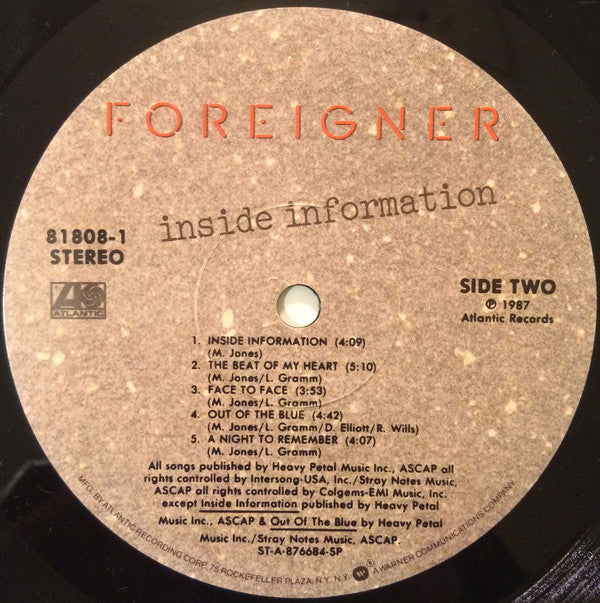 FOREIGNER
inside information
81808-1
STEREO
ATLANTIC
SIDE TWO
℗ 1987
Atlantic Records
1. INSIDE INFORMATION (4:09)
(M. Jones)
2. THE BEAT OF MY HEART (5:10)
(M. Jones/L. Gramm)
3. FACE TO FACE (3:53)
(M. Jones/L. Gramm)
4. OUT OF THE BLUE (4:42)
(M. Jones/L. Gramm/D. Elliott/R. Wills)
5. A NIGHT TO REMEMBER (4:07)
(M. Jones/L. Gramm)
All songs published by Heavy Petal Music Inc., ASCAP all
rights controlled by Intersong-USA, Inc./Stray Notes Music,
ASCAP all rights controlled by Colgems-EMI Music, Inc.
except Inside Information published by Heavy Petal
Music Inc., ASCAP & Out Of The Blue by Heavy Petal
Music Inc./Stray Notes Music, ASCAP.
ST-A-876684-SP
MFG. BY ATLANTIC RECORDING CORP. 75 ROCKEFELLER PLAZA, N.Y. N.Y. ® A WARNER COMMUNICATIONS COMPANY